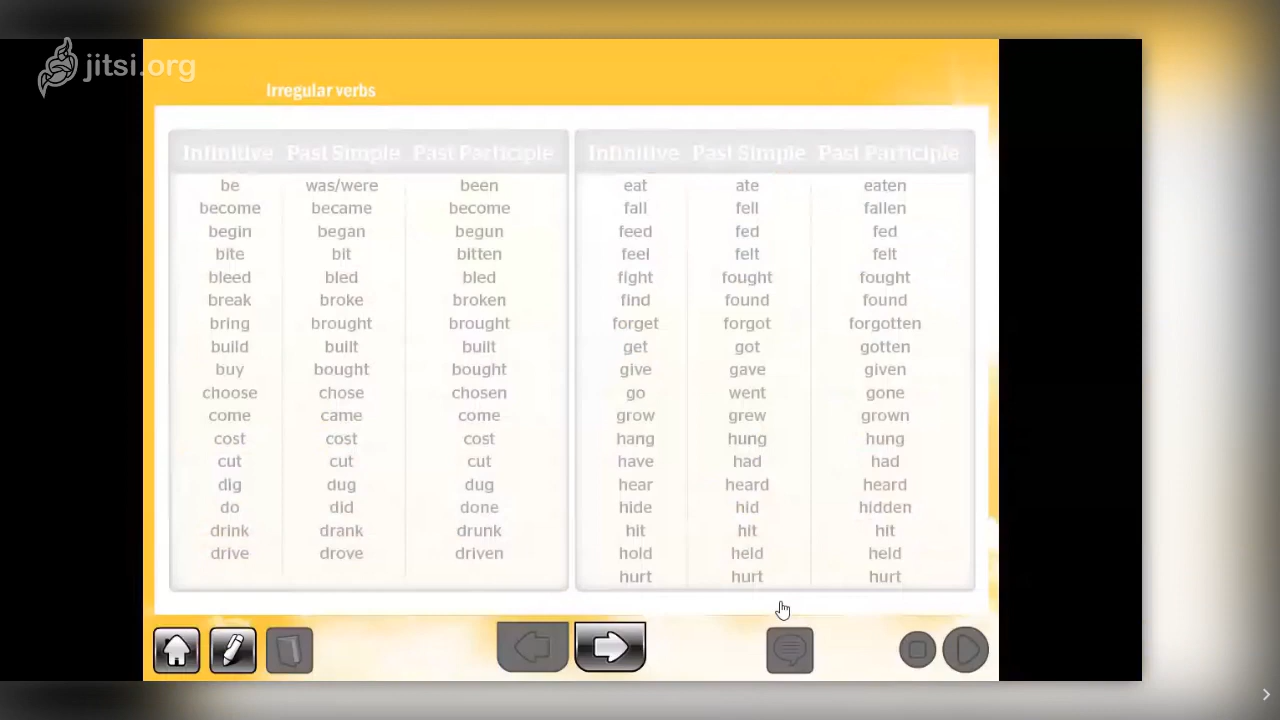 jitsi.org
Irregular verbs
Infinitive Past Simple Past Participle
be was/were been
become became become
begin began begun
bite bit bitten
bleed bled bled
break broke broken
bring brought brought
build built built
buy bought bought
choose chose chosen
come came come
cost cost cost
cut cut cut
dig dug dug
do did done
drink drank drunk
drive drove driven
Infinitive Past Simple Past Participle
eat ate eaten
fall fell fallen
feed fed fed
feel felt felt
fight fought fought
find found found
forget forgot forgotten
get got gotten
give gave given
go went gone
grow grew grown
hang hung hung
have had had
hear heard heard
hide hid hidden
hit hit hit
hold held held
hurt hurt hurt